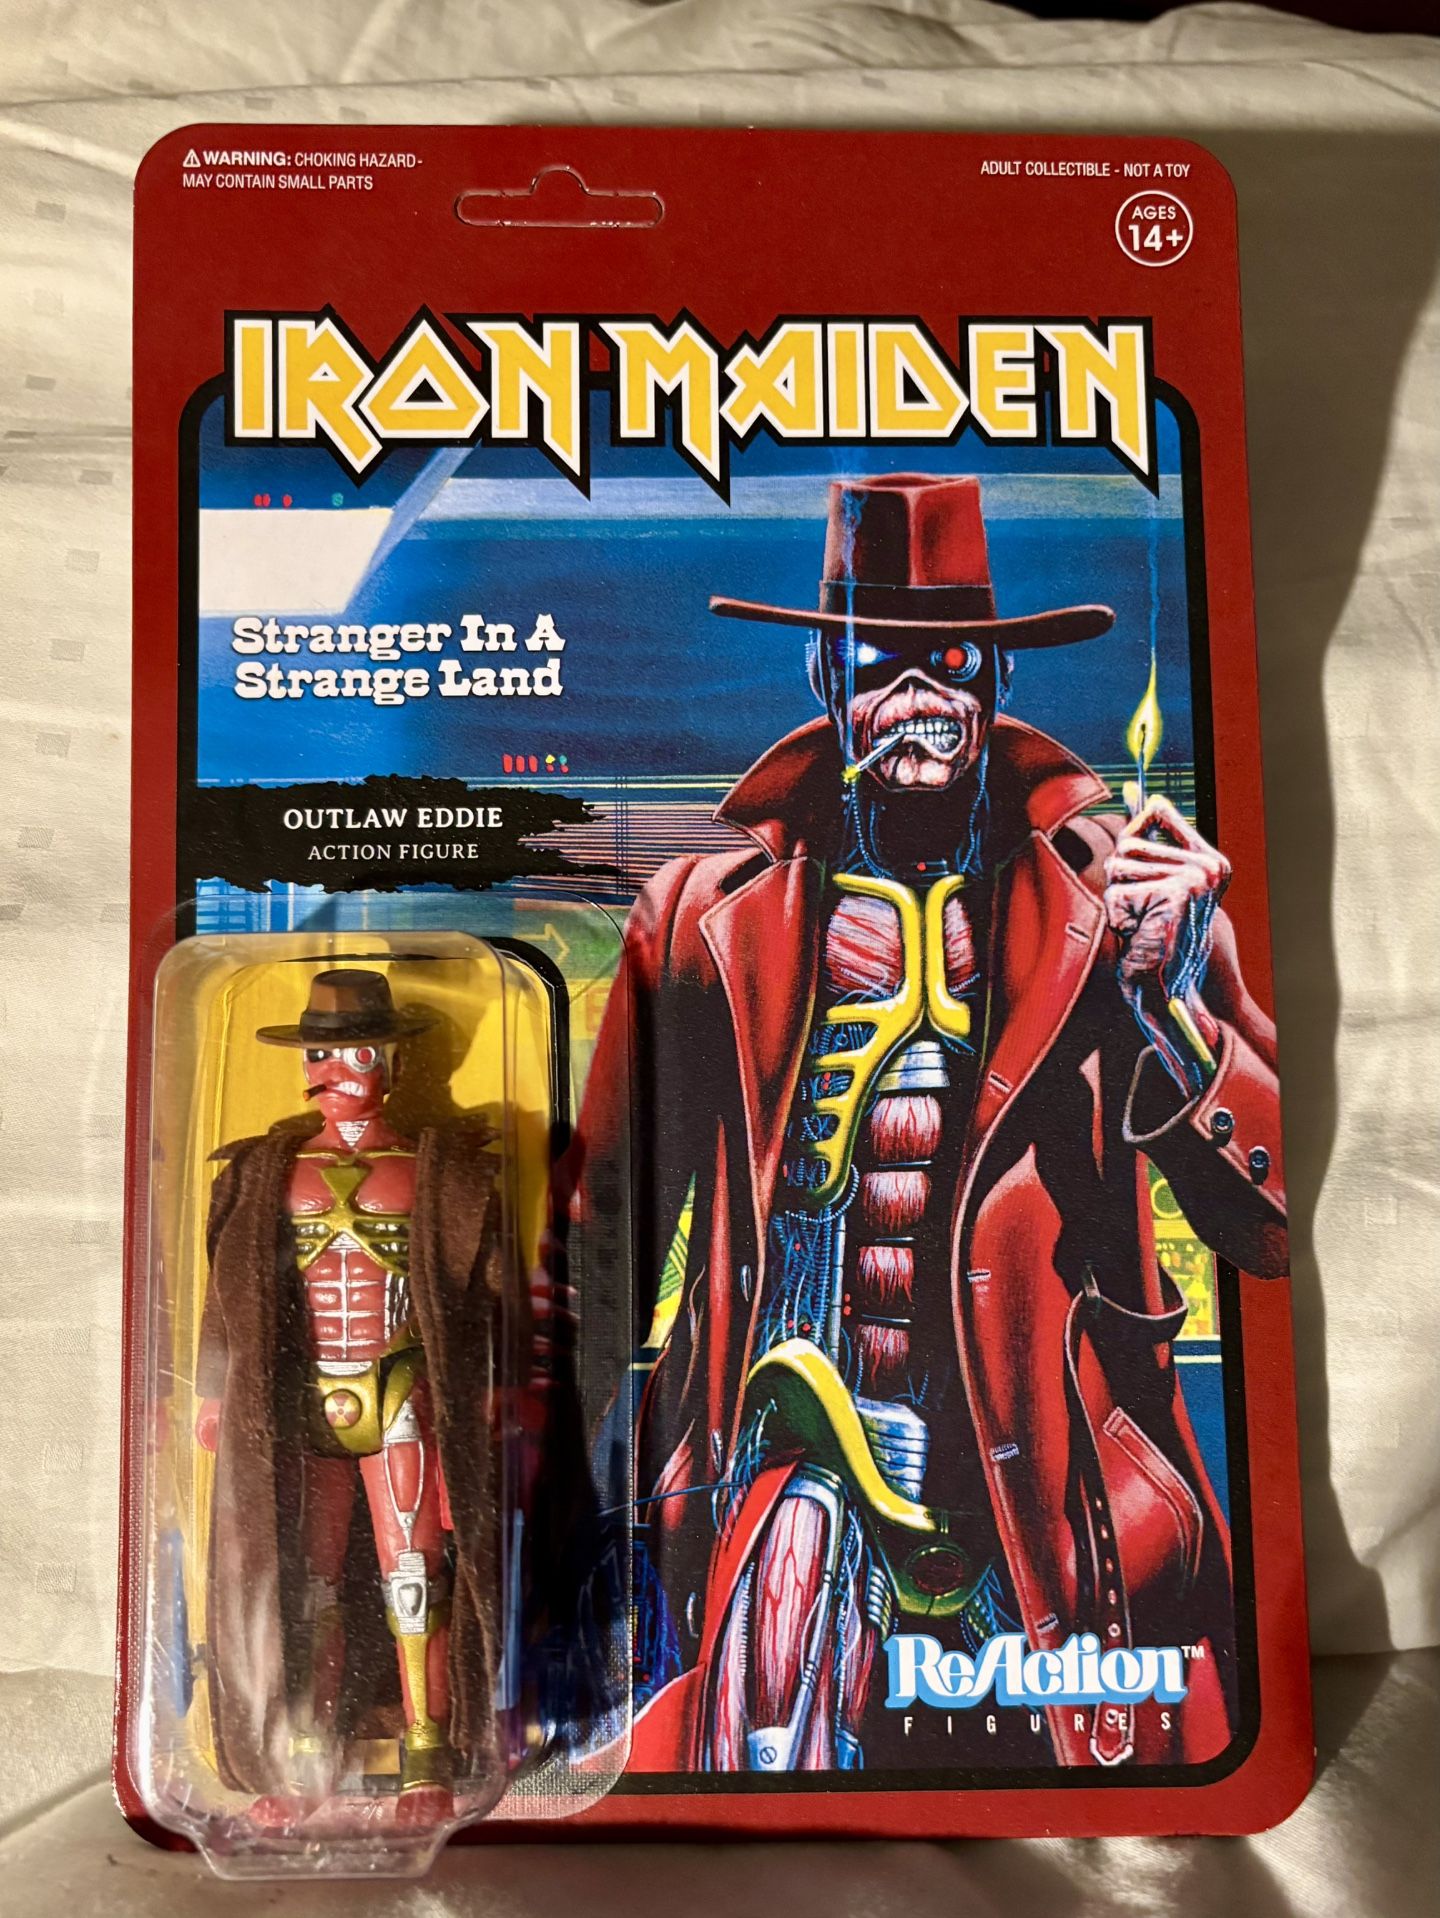 ⚠ WARNING: CHOKING HAZARD-
MAY CONTAIN SMALL PARTS
ADULT COLLECTIBLE - NOT A TOY
AGES
14+
IRON MAIDEN
Stranger In A
Strange Land
OUTLAW EDDIE
ACTION FIGURE
ReAction™
FIGURES